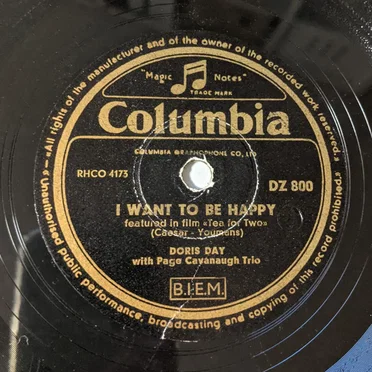 «All rights of the manufacturer and of the owner of the recorded work reserved.»
"Magic Notes"
TRADE MARK
Columbia
COLUMBIA GRAPHOPHONE CO, LTD
RHCO 4173
DZ 800
I WANT TO BE HAPPY
featured in film «Tea for Two»
(Caesar - Youmans)
DORIS DAY
with Page Cavanaugh Trio
B.I.E.M.
— Unauthorised public performance, broadcasting and copying of this record prohibited.»